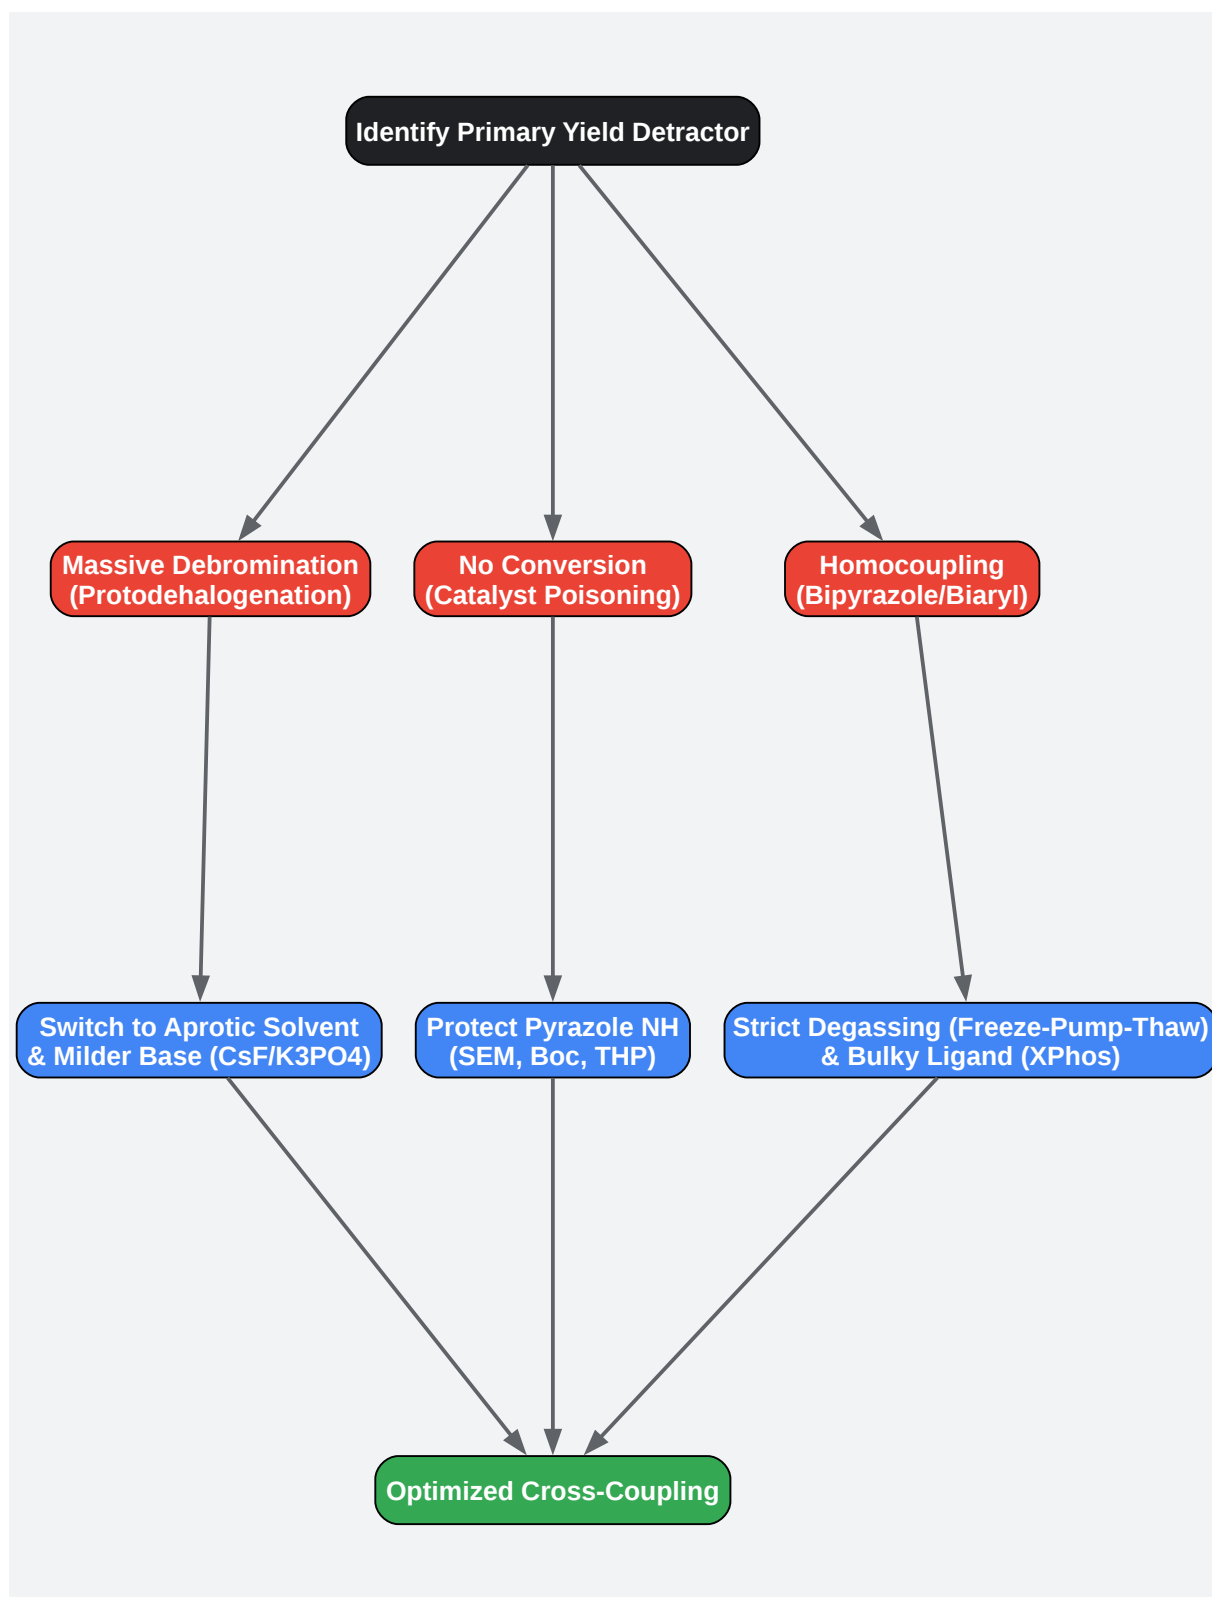 Identify Primary Yield Detractor
Massive Debromination
(Protodehalogenation)
No Conversion
(Catalyst Poisoning)
Homocoupling
(Bipyrazole/Biaryl)
Switch to Aprotic Solvent
& Milder Base (CsF/K3PO4)
Protect Pyrazole NH
(SEM, Boc, THP)
Strict Degassing (Freeze-Pump-Thaw)
& Bulky Ligand (XPhos)
Optimized Cross-Coupling